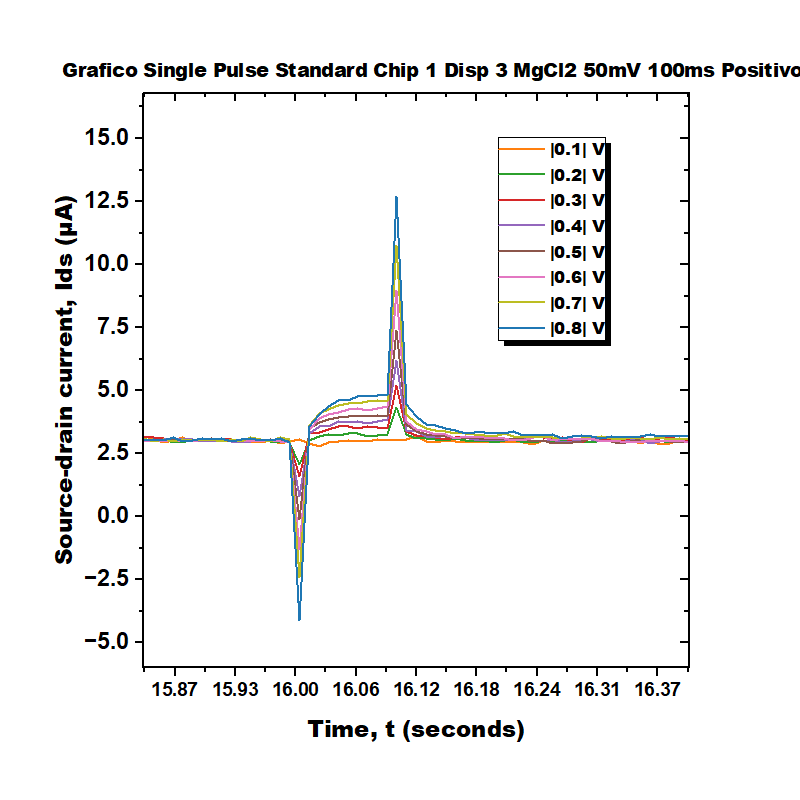 Grafico Single Pulse Standard Chip 1 Disp 3 MgCl2 50mV 100ms Positivo
15.0
12.5
10.0
7.5
5.0
2.5
0.0
−2.5
−5.0
Source-drain current, Ids (µA)
|0.1| V
|0.2| V
|0.3| V
|0.4| V
|0.5| V
|0.6| V
|0.7| V
|0.8| V
15.87 15.93 16.00 16.06 16.12 16.18 16.24 16.31 16.37
Time, t (seconds)